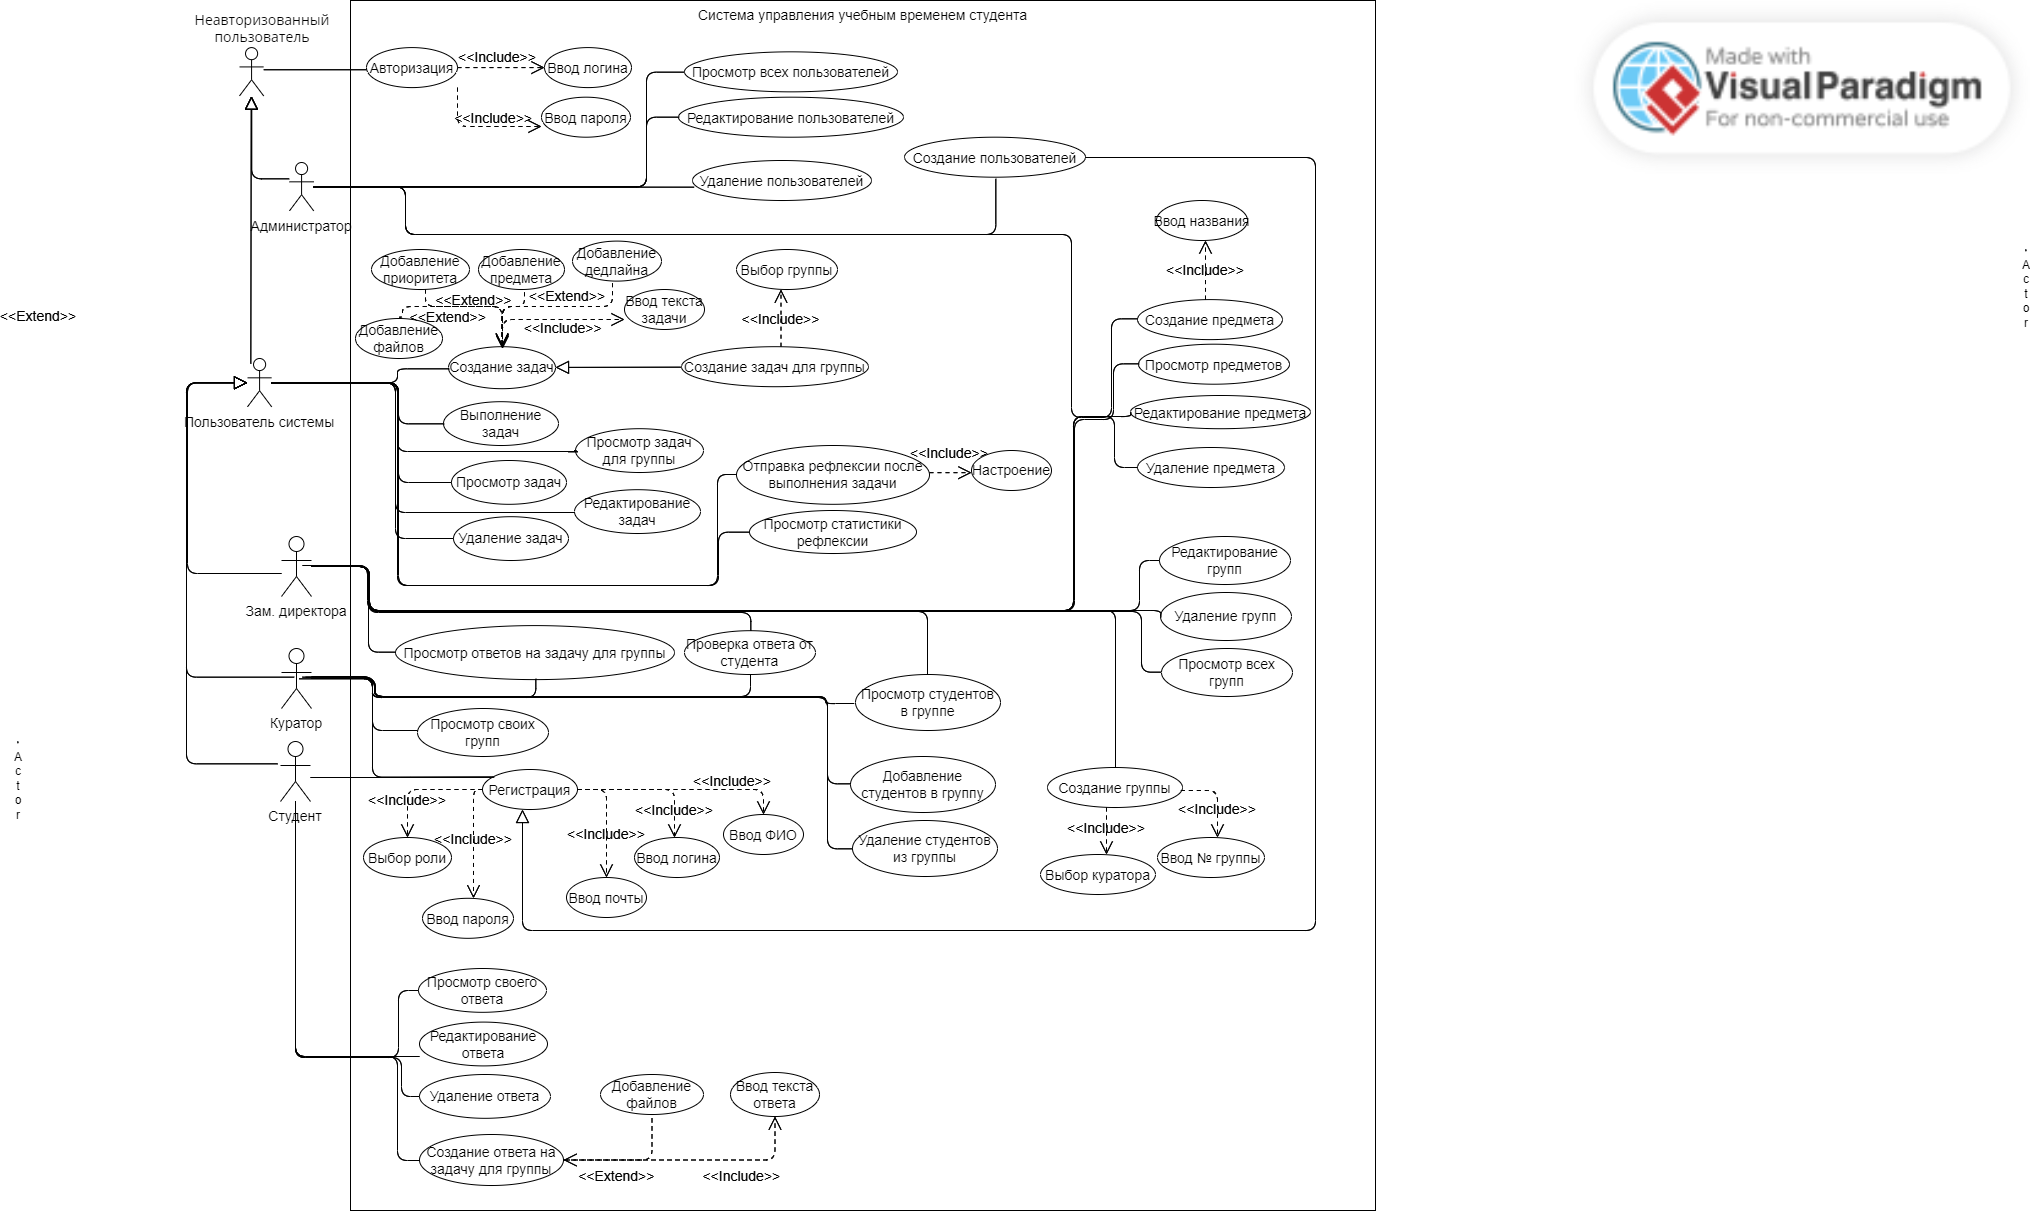 Система управления учебным временем студента
Неавторизованный
пользователь
Made with
Visual Paradigm
For non-commercial use
Авторизация
<<Include>>
Ввод логина
<<Include>>
Ввод пароля
Просмотр всех пользователей
Редактирование пользователей
Удаление пользователей
Создание пользователей
Администратор
Ввод названия
<<Include>>
Добавление
приоритета
Добавление
предмета
Добавление
дедлайна
Выбор группы
<<Extend>>
<<Extend>>
<<Extend>>
<<Extend>>
Ввод текста
задачи
<<Include>>
<<Include>>
Добавление
файлов
Создание предмета
Actor
Создание задач
Создание задач для группы
Просмотр предметов
Пользователь системы
Выполнение
задач
Редактирование предмета
Просмотр задач
для группы
Отправка рефлексии после
выполнения задачи
<<Include>>
Настроение
Удаление предмета
Просмотр задач
Редактирование
задач
Удаление задач
Просмотр статистики
рефлексии
Редактирование
групп
Зам. директора
Удаление групп
Просмотр ответов на задачу для группы
Проверка ответа от
студента
Просмотр всех
групп
Куратор
Просмотр студентов
в группе
Просмотр своих
групп
Actor
Студент
Регистрация
<<Include>>
<<Include>>
<<Include>>
<<Include>>
<<Include>>
Добавление
студентов в группу
Создание группы
<<Include>>
<<Include>>
Выбор роли
Ввод логина
Ввод ФИО
Удаление студентов
из группы
Выбор куратора
Ввод № группы
Ввод почты
Ввод пароля
Просмотр своего
ответа
Редактирование
ответа
Удаление ответа
Добавление
файлов
Ввод текста
ответа
Создание ответа на
задачу для группы
<<Extend>>
<<Include>>